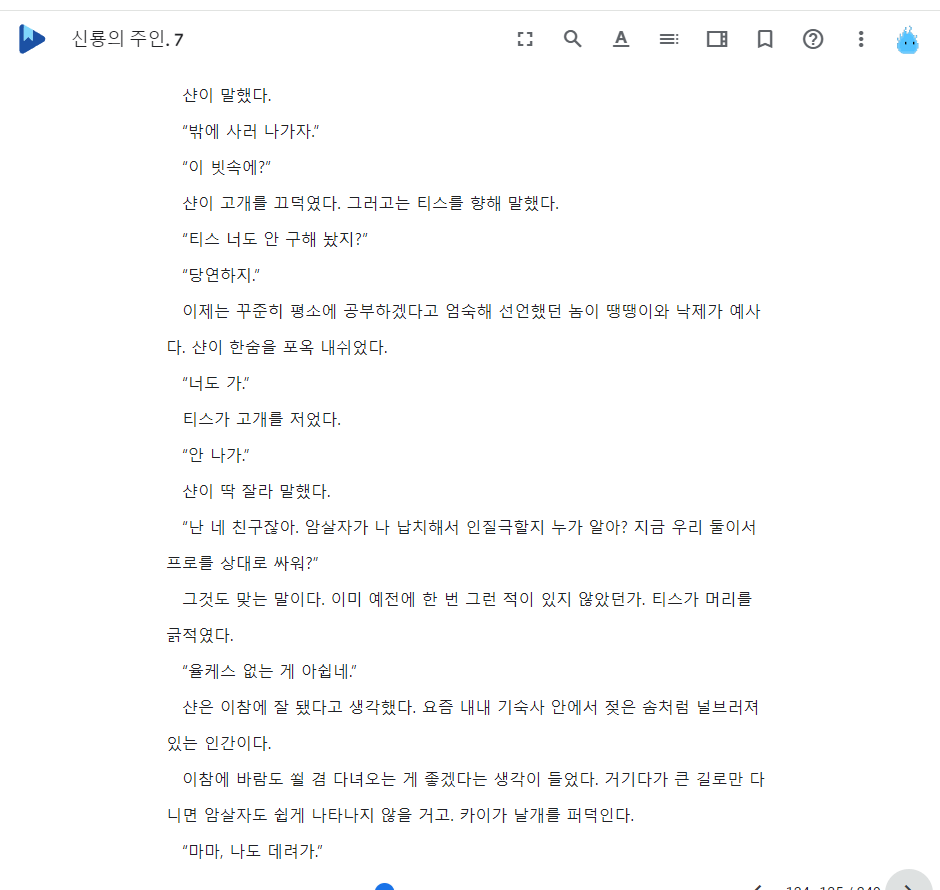 신룡의 주인. 7
샨이 말했다.
“밖에 사러 나가자.”
“이 빗속에?”
샨이 고개를 끄덕였다. 그러고는 티스를 향해 말했다.
“티스 너도 안 구해 놨지?”
“당연하지.”
이제는 꾸준히 평소에 공부하겠다고 엄숙해 선언했던 놈이 땡땡이와 낙제가 예사
다. 샨이 한숨을 포옥 내쉬었다.
“너도 가.”
티스가 고개를 저었다.
“안 나가.”
샨이 딱 잘라 말했다.
“난 네 친구잖아. 암살자가 나 납치해서 인질극할지 누가 알아? 지금 우리 둘이서
프로를 상대로 싸워?”
그것도 맞는 말이다. 이미 예전에 한 번 그런 적이 있지 않았던가. 티스가 머리를
긁적였다.
“율케스 없는 게 아쉽네.”
샨은 이참에 잘 됐다고 생각했다. 요즘 내내 기숙사 안에서 젖은 솜처럼 널브러져
있는 인간이다.
이참에 바람도 쐴 겸 다녀오는 게 좋겠다는 생각이 들었다. 거기다가 큰 길로만 다
니면 암살자도 쉽게 나타나지 않을 거고. 카이가 날개를 퍼덕인다.
“마마, 나도 데려가.”